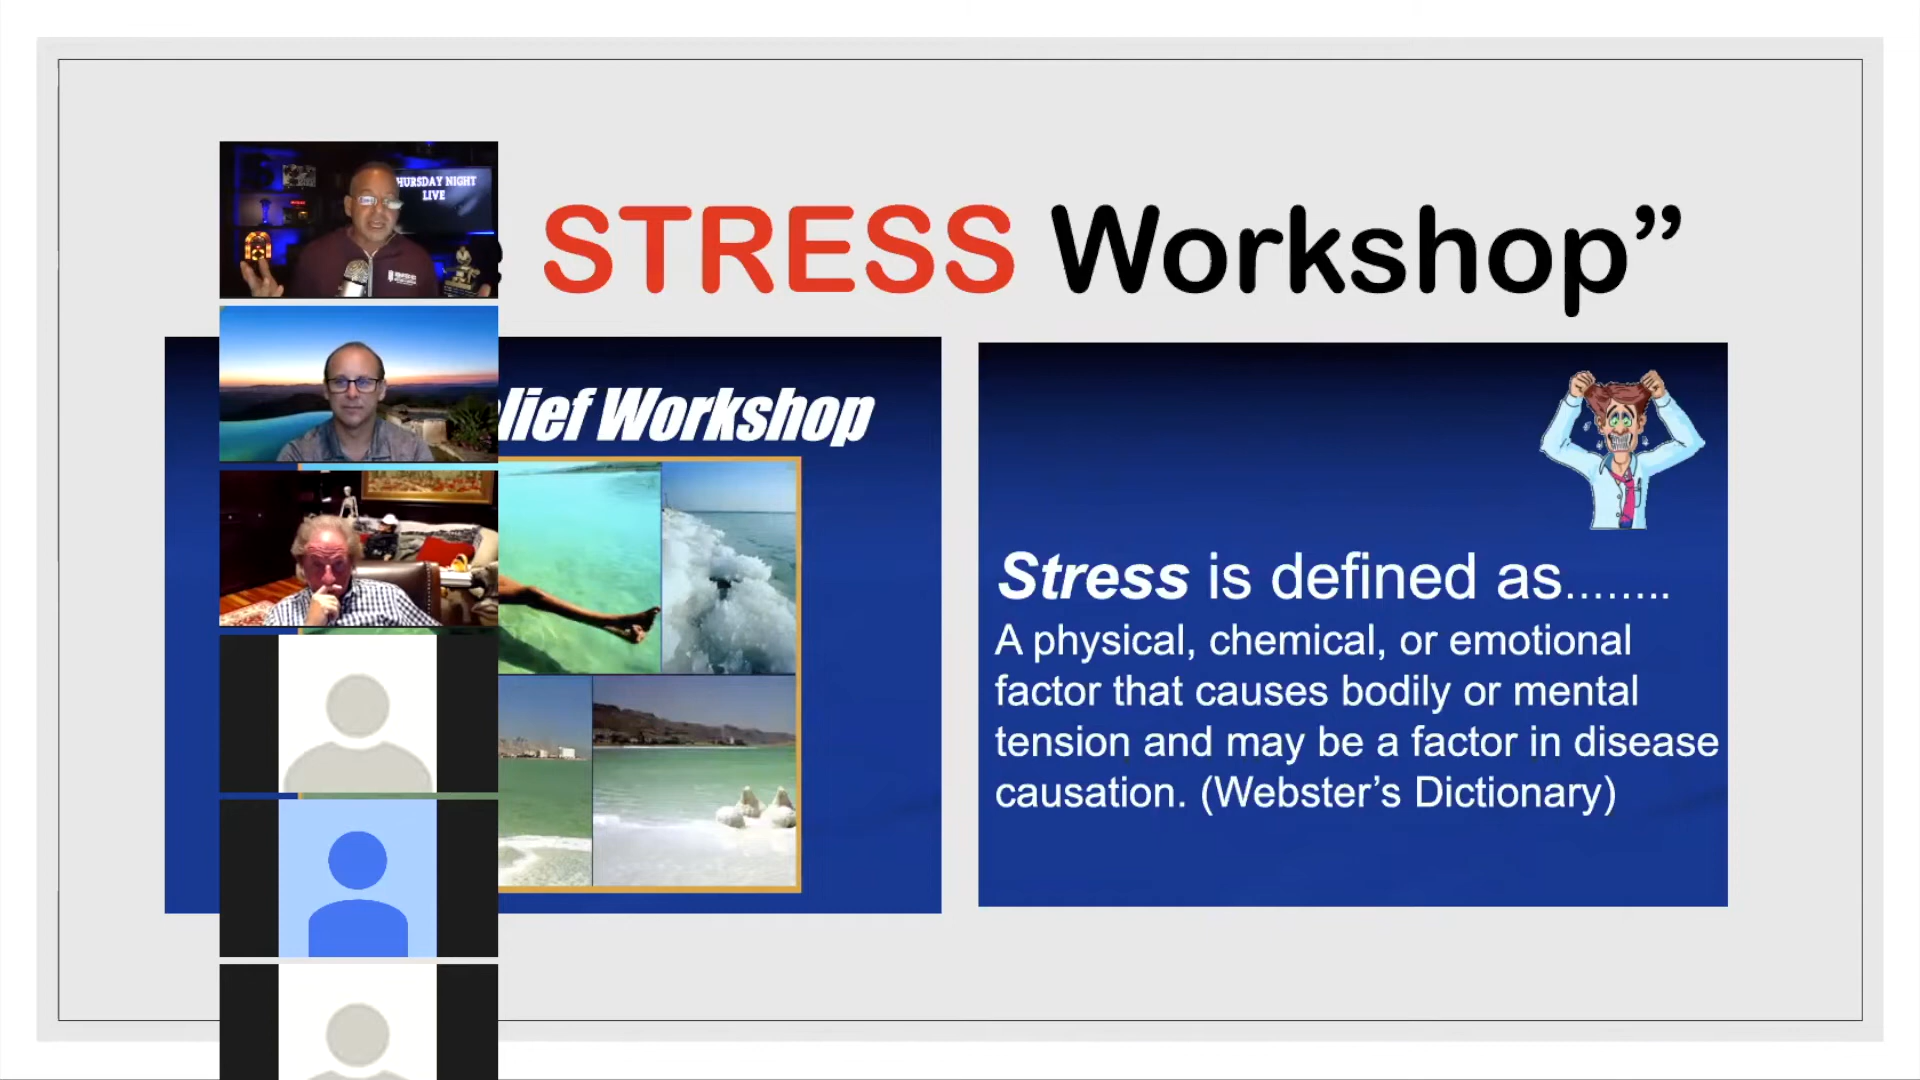 HURSDAY NIGHT
LIVE
STRESS Workshop”
lief Workshop
Stress is defined as........
A physical, chemical, or emotional
factor that causes bodily or mental
tension and may be a factor in disease
causation. (Webster’s Dictionary)